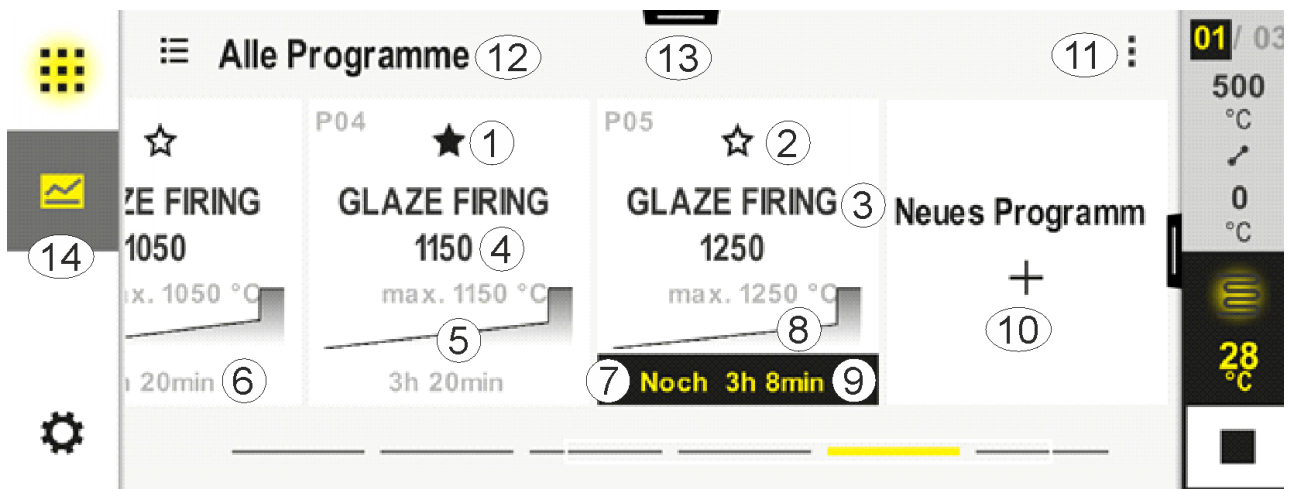 Alle Programme 12
13
11
01 / 03
500
°C
0
°C
28
°C
14
P04
P05
1
2
ZE FIRING
1050
x. 1050 °C
20min 6
GLAZE FIRING
1150 4
max. 1150 °C
5
3h 20min
GLAZE FIRING 3
1250
max. 1250 °C
8
7 Noch 3h 8min 9
Neues Programm
+
10